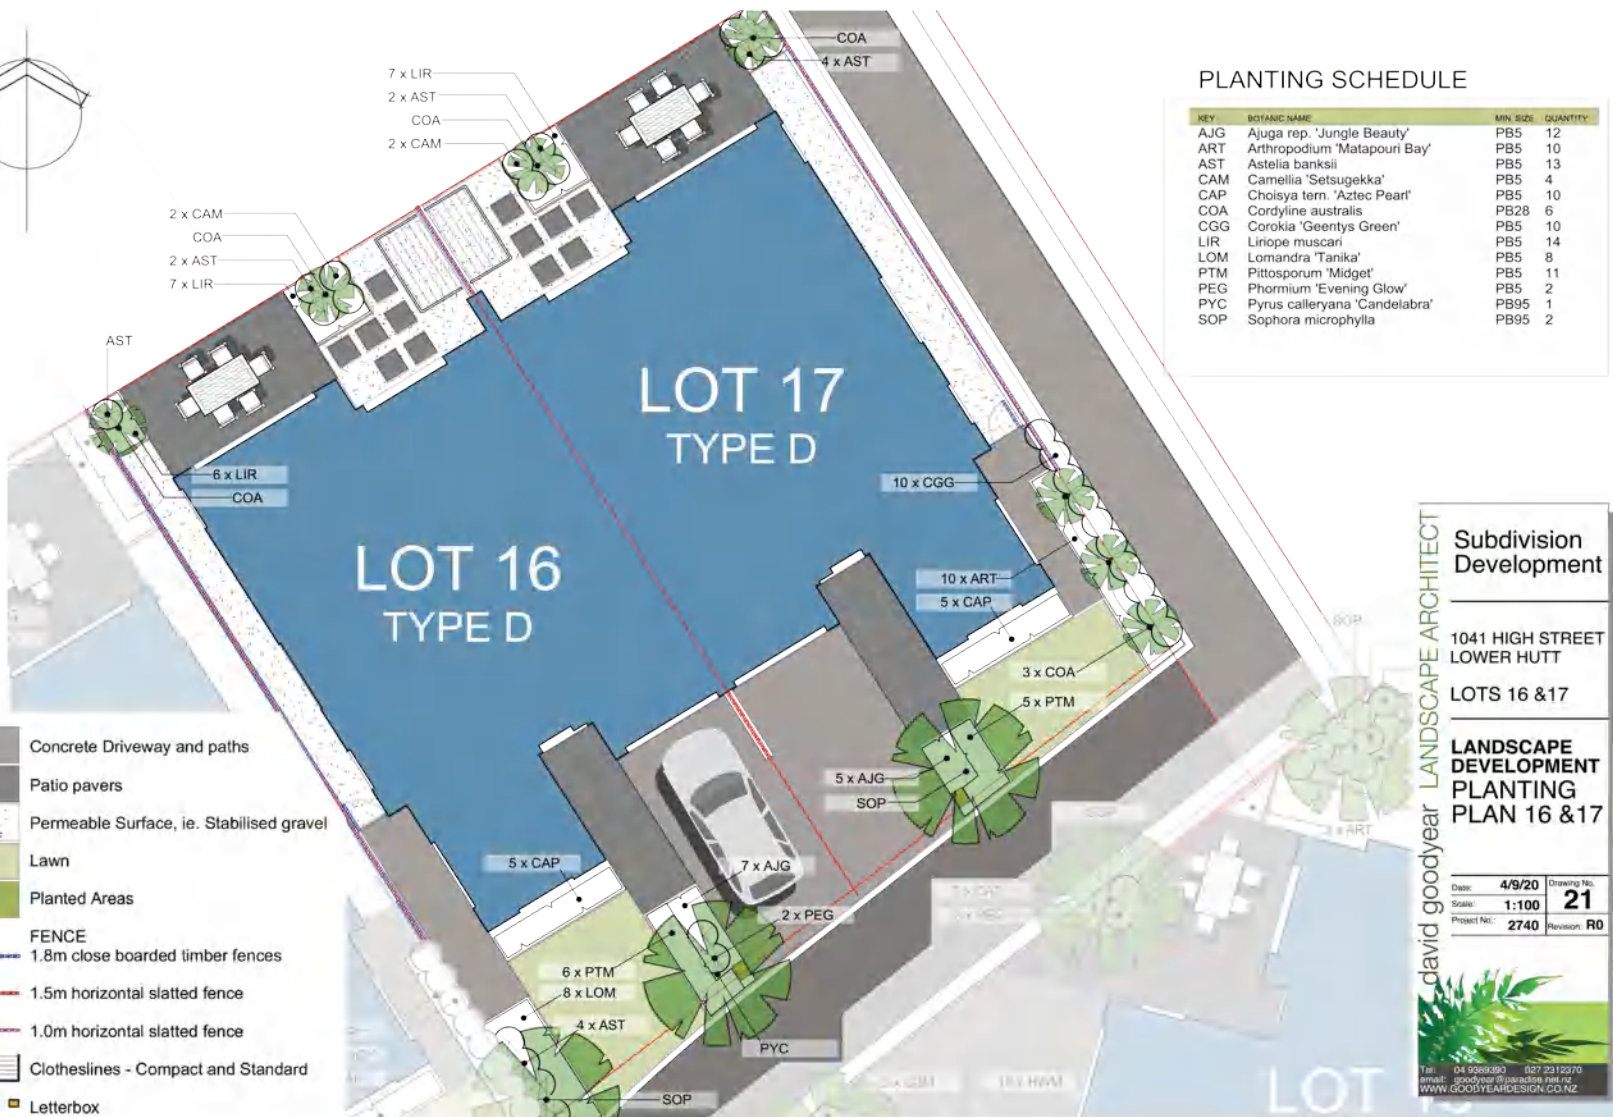 COA
4 x AST
7 x LIR
2 x AST
COA
2 x CAM
2 x CAM
COA
2 x AST
7 x LIR
AST
6 x LIR
COA
LOT 17
TYPE D
LOT 16
TYPE D
10 x CGG
10 x ART
5 x CAP
3 x COA
5 x PTM
5 x AJG
SOP
5 x CAP
7 x AJG
2 x PEG
6 x PTM
8 x LOM
4 x AST
PYC
SOP
SOP
3 x ART
LOT
PLANTING SCHEDULE
KEY BOTANIC NAME MIN. SIZE QUANTITY
AJG Ajuga rep. 'Jungle Beauty' PB5 12
ART Arthropodium 'Matapouri Bay' PB5 10
AST Astelia banksii PB5 13
CAM Camellia 'Setsugekka' PB5 4
CAP Choisya tern. 'Aztec Pearl' PB5 10
COA Cordyline australis PB28 6
CGG Corokia 'Geentys Green' PB5 10
LIR Liriope muscari PB5 14
LOM Lomandra 'Tanika' PB5 8
PTM Pittosporum 'Midget' PB5 11
PEG Phormium 'Evening Glow' PB5 2
PYC Pyrus calleryana 'Candelabra' PB95 1
SOP Sophora microphylla PB95 2
Concrete Driveway and paths
Patio pavers
Permeable Surface, ie. Stabilised gravel
Lawn
Planted Areas
FENCE
1.8m close boarded timber fences
1.5m horizontal slatted fence
1.0m horizontal slatted fence
Clotheslines - Compact and Standard
Letterbox
david goodyear LANDSCAPE ARCHITECT
Subdivision
Development
1041 HIGH STREET
LOWER HUTT
LOTS 16 &17
LANDSCAPE
DEVELOPMENT
PLANTING
PLAN 16 &17
Date: 4/9/20 Drawing No.
Scale: 1:100 21
Project No.: 2740 Revision: R0
Tel: 04 9389390 027 2312370
email: goodyear@paradise.net.nz
WWW.GOODYEARDESIGN.CO.NZ